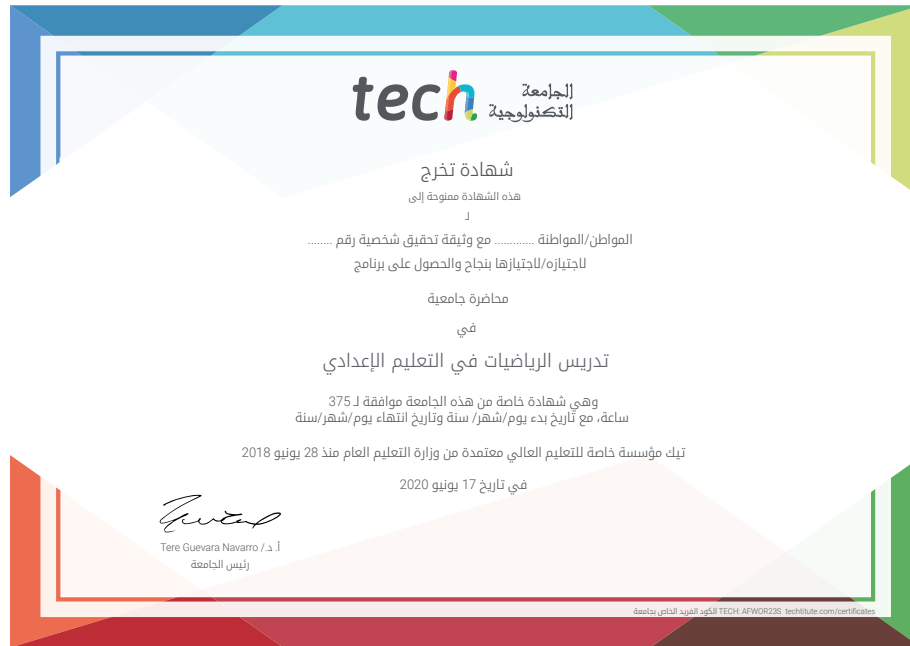 tech الجامعة
التكنولوجية
شهادة تخرج
هذه الشهادة ممنوحة إلى
لـ
المواطن/المواطنة ............ مع وثيقة تحقيق شخصية رقم ........
لاجتيازه/لاجتيازها بنجاح والحصول على برنامج
محاضرة جامعية
في
تدريس الرياضيات في التعليم الإعدادي
وهي شهادة خاصة من هذه الجامعة موافقة لـ 375
ساعة، مع تاريخ بدء يوم/شهر/ سنة وتاريخ انتهاء يوم/شهر/سنة
تيك مؤسسة خاصة للتعليم العالي معتمدة من وزارة التعليم العام منذ 28 يونيو 2018
في تاريخ 17 يونيو 2020
أ. د./ Tere Guevara Navarro
رئيس الجامعة
الكود الفريد الخاص بجامعة TECH: AFWOR23S techtitute.com/certificates